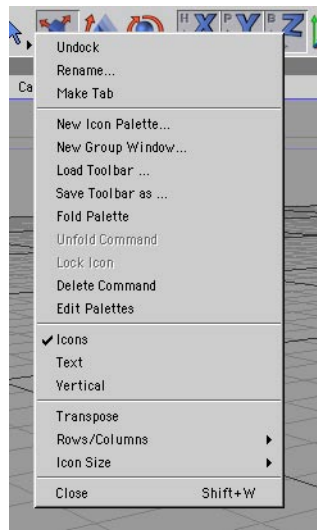 H P B
X Y Z
Ca
Undock
Rename...
Make Tab
New Icon Palette...
New Group Window...
Load Toolbar ...
Save Toolbar as ...
Fold Palette
Unfold Command
Lock Icon
Delete Command
Edit Palettes
Icons
Text
Vertical
Transpose
Rows/Columns
Icon Size
Close Shift+W